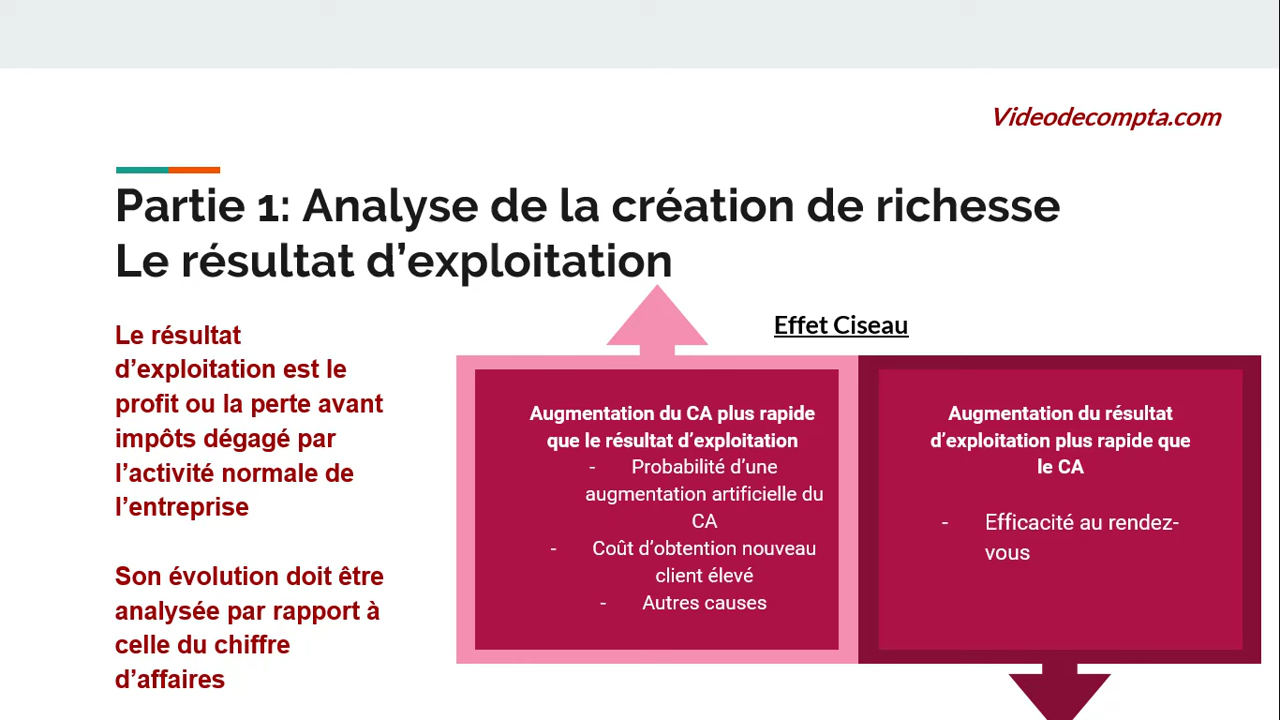 Videodecompta.com
Partie 1: Analyse de la création de richesse
Le résultat d’exploitation
Le résultat
d’exploitation est le
profit ou la perte avant
impôts dégagé par
l’activité normale de
l’entreprise
Son évolution doit être
analysée par rapport à
celle du chiffre
d’affaires
Effet Ciseau
Augmentation du CA plus rapide
que le résultat d’exploitation
- Probabilité d’une
augmentation artificielle du
CA
- Coût d’obtention nouveau
client élevé
- Autres causes
Augmentation du résultat
d’exploitation plus rapide que
le CA
- Efficacité au rendez-
vous